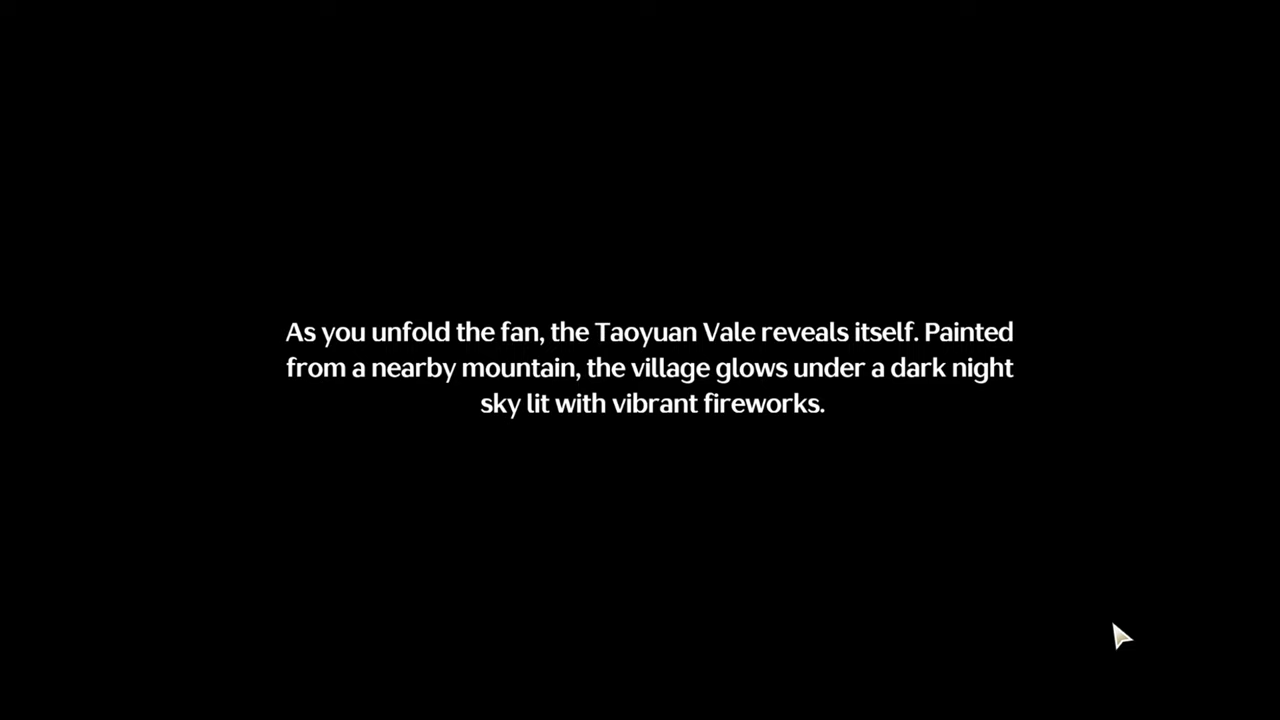 As you unfold the fan, the Taoyuan Vale reveals itself. Painted
from a nearby mountain, the village glows under a dark night
sky lit with vibrant fireworks.